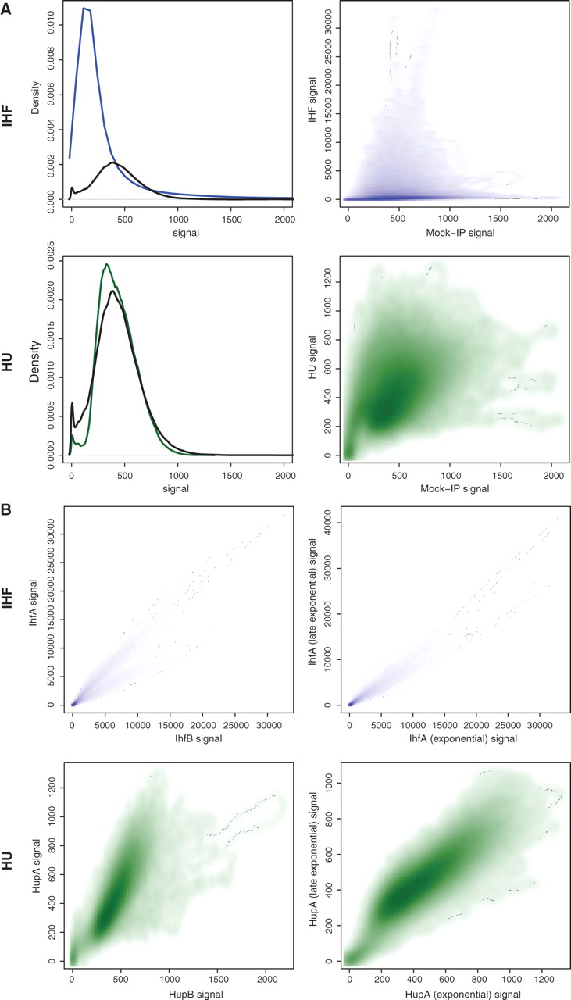 A
IHF
Density
0.000 0.002 0.004 0.006 0.008 0.010
0 500 1000 1500 2000
signal
IHF signal
0 5000 10000 15000 20000 25000 30000
0 500 1000 1500 2000
Mock−IP signal
HU
Density
0.0000 0.0005 0.0010 0.0015 0.0020 0.0025
0 500 1000 1500 2000
signal
HU signal
0 200 400 600 800 1000 1200
0 500 1000 1500 2000
Mock−IP signal
B
IHF
IhfA signal
0 5000 10000 15000 20000 25000 30000
0 5000 10000 15000 20000 25000 30000
IhfB signal
IhfA (late exponential) signal
0 10000 20000 30000 40000
0 5000 10000 15000 20000 25000 30000
IhfA (exponential) signal
HU
HupA signal
0 200 400 600 800 1000 1200
0 500 1000 1500 2000
HupB signal
HupA (late exponential) signal
0 200 400 600 800 1000
0 200 400 600 800 1000 1200
HupA (exponential) signal